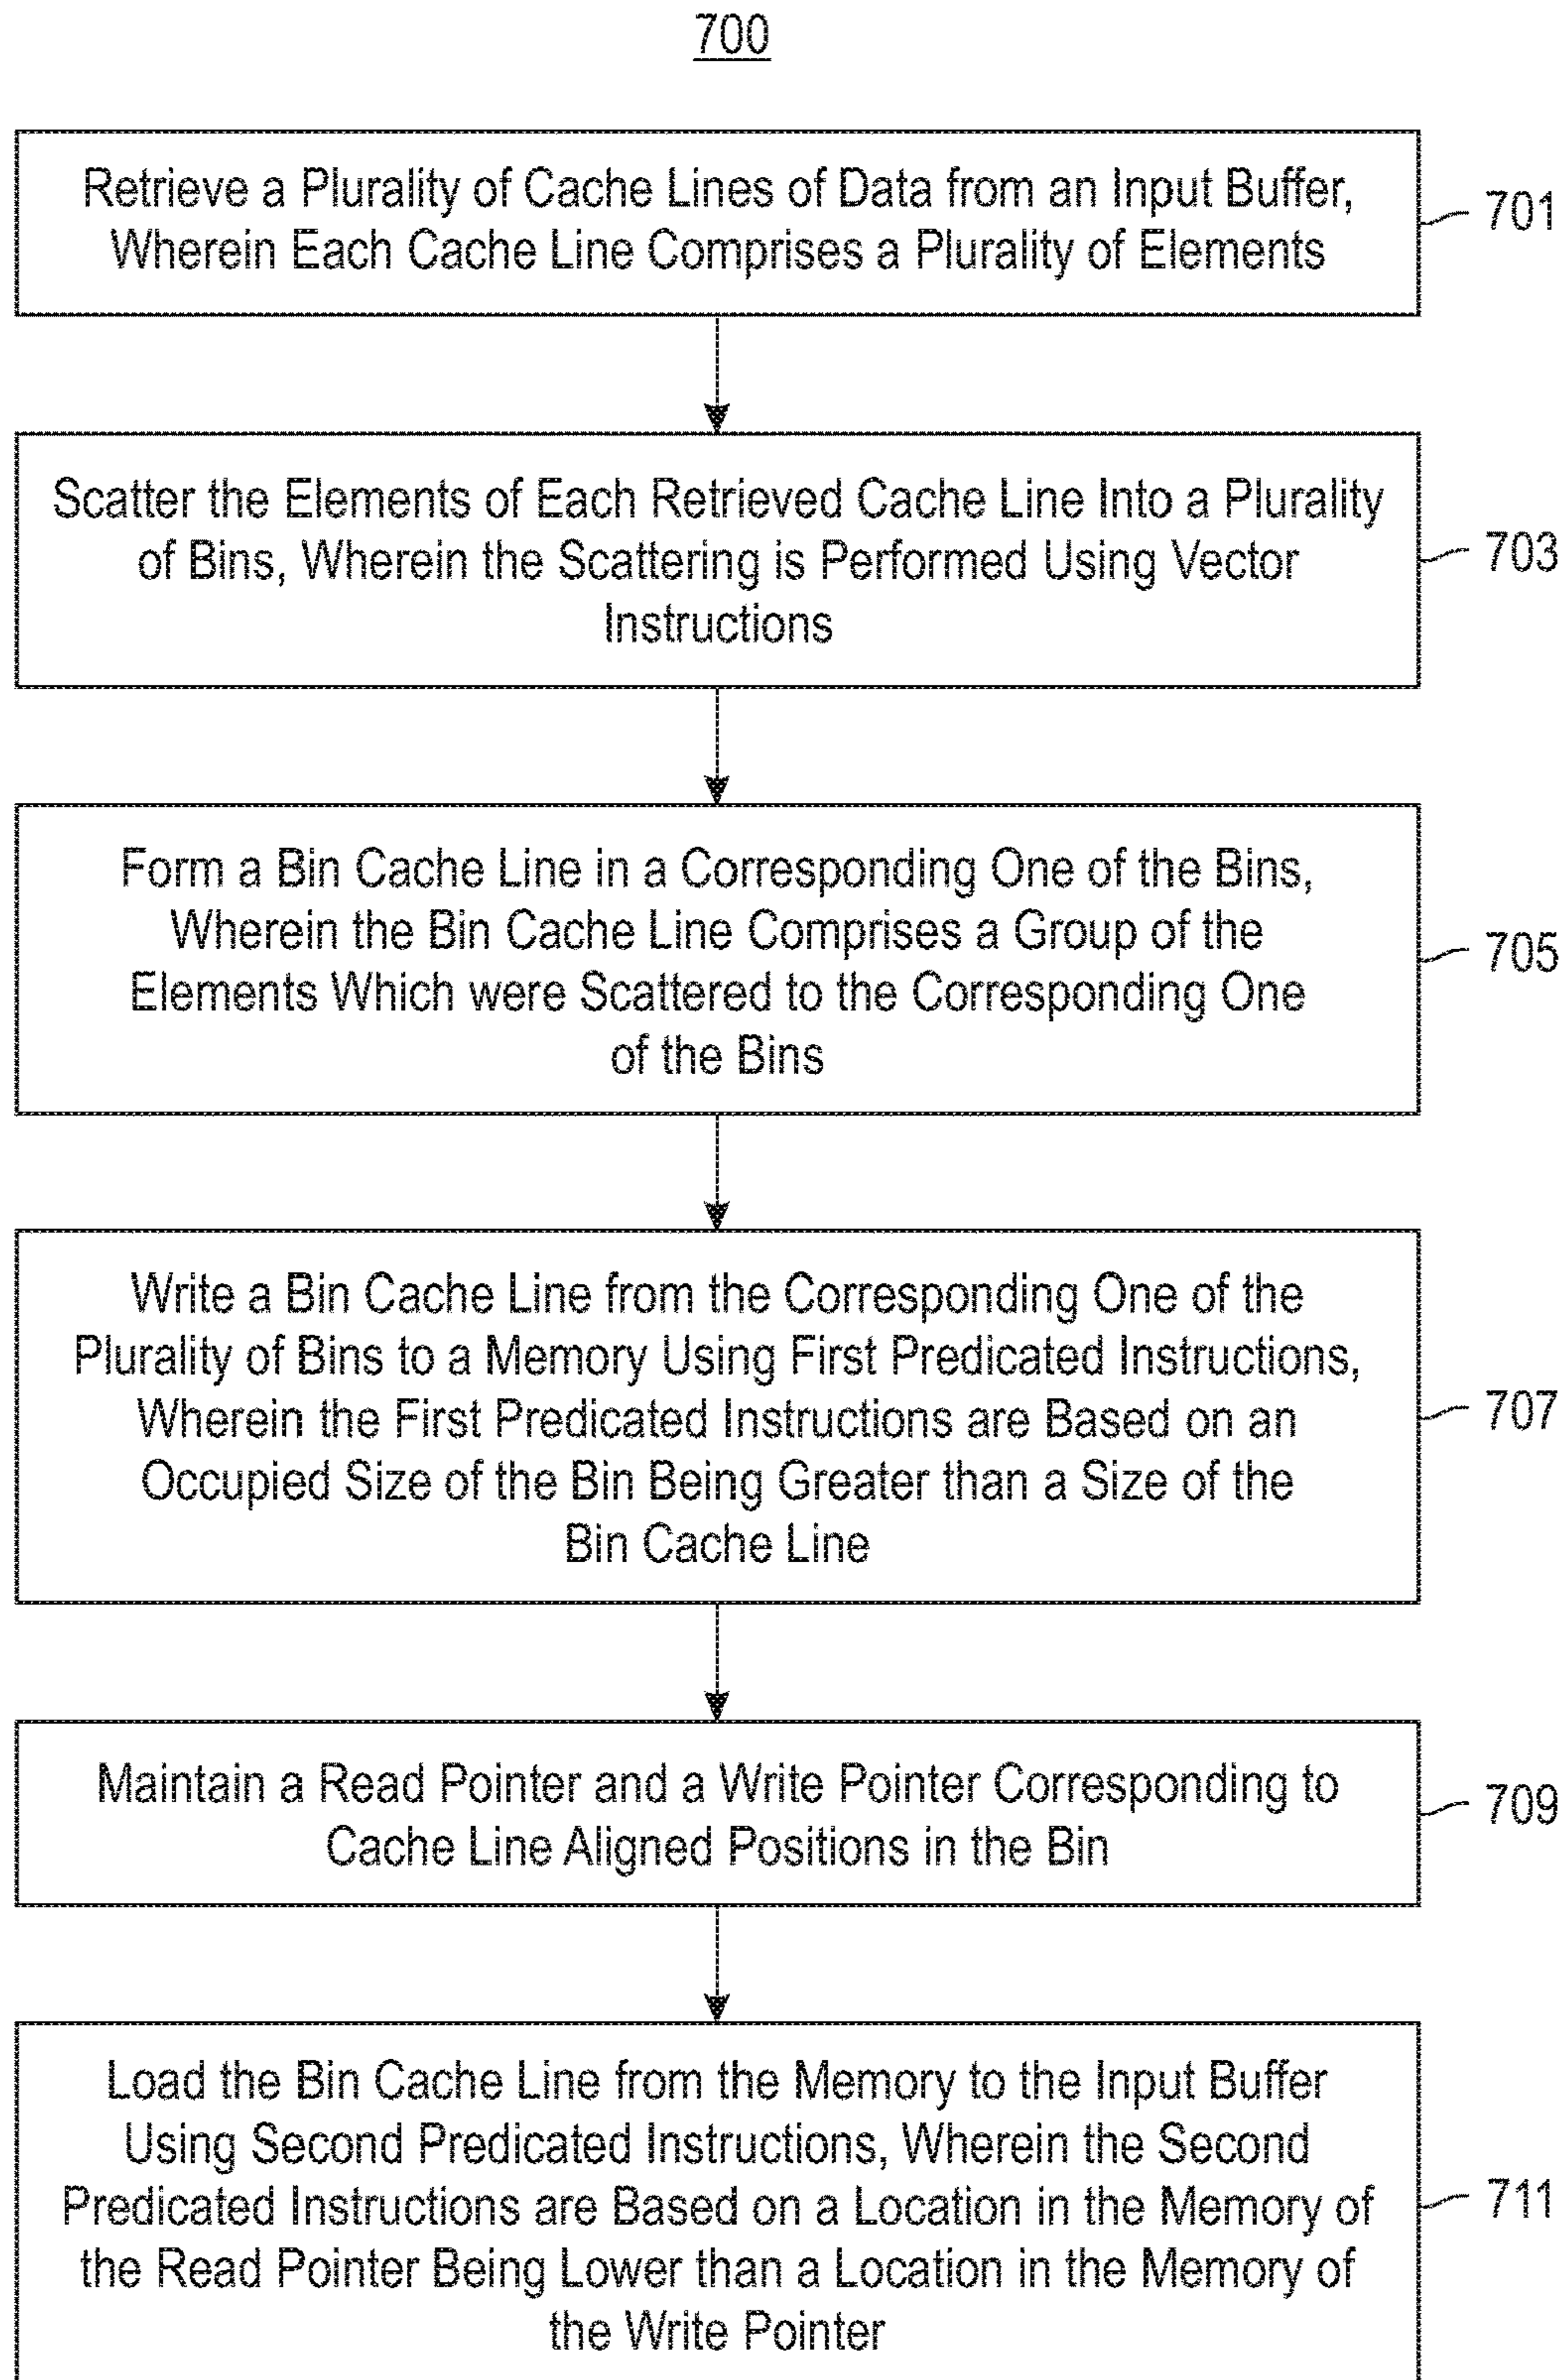 700
Retrieve a Plurality of Cache Lines of Data from an Input Buffer,
Wherein Each Cache Line Comprises a Plurality of Elements
701
Scatter the Elements of Each Retrieved Cache Line Into a Plurality
of Bins, Wherein the Scattering is Performed Using Vector
Instructions
703
Form a Bin Cache Line in a Corresponding One of the Bins,
Wherein the Bin Cache Line Comprises a Group of the
Elements Which were Scattered to the Corresponding One
of the Bins
705
Write a Bin Cache Line from the Corresponding One of the
Plurality of Bins to a Memory Using First Predicated Instructions,
Wherein the First Predicated Instructions are Based on an
Occupied Size of the Bin Being Greater than a Size of the
Bin Cache Line
707
Maintain a Read Pointer and a Write Pointer Corresponding to
Cache Line Aligned Positions in the Bin
709
Load the Bin Cache Line from the Memory to the Input Buffer
Using Second Predicated Instructions, Wherein the Second
Predicated Instructions are Based on a Location in the Memory of
the Read Pointer Being Lower than a Location in the Memory of
the Write Pointer
711